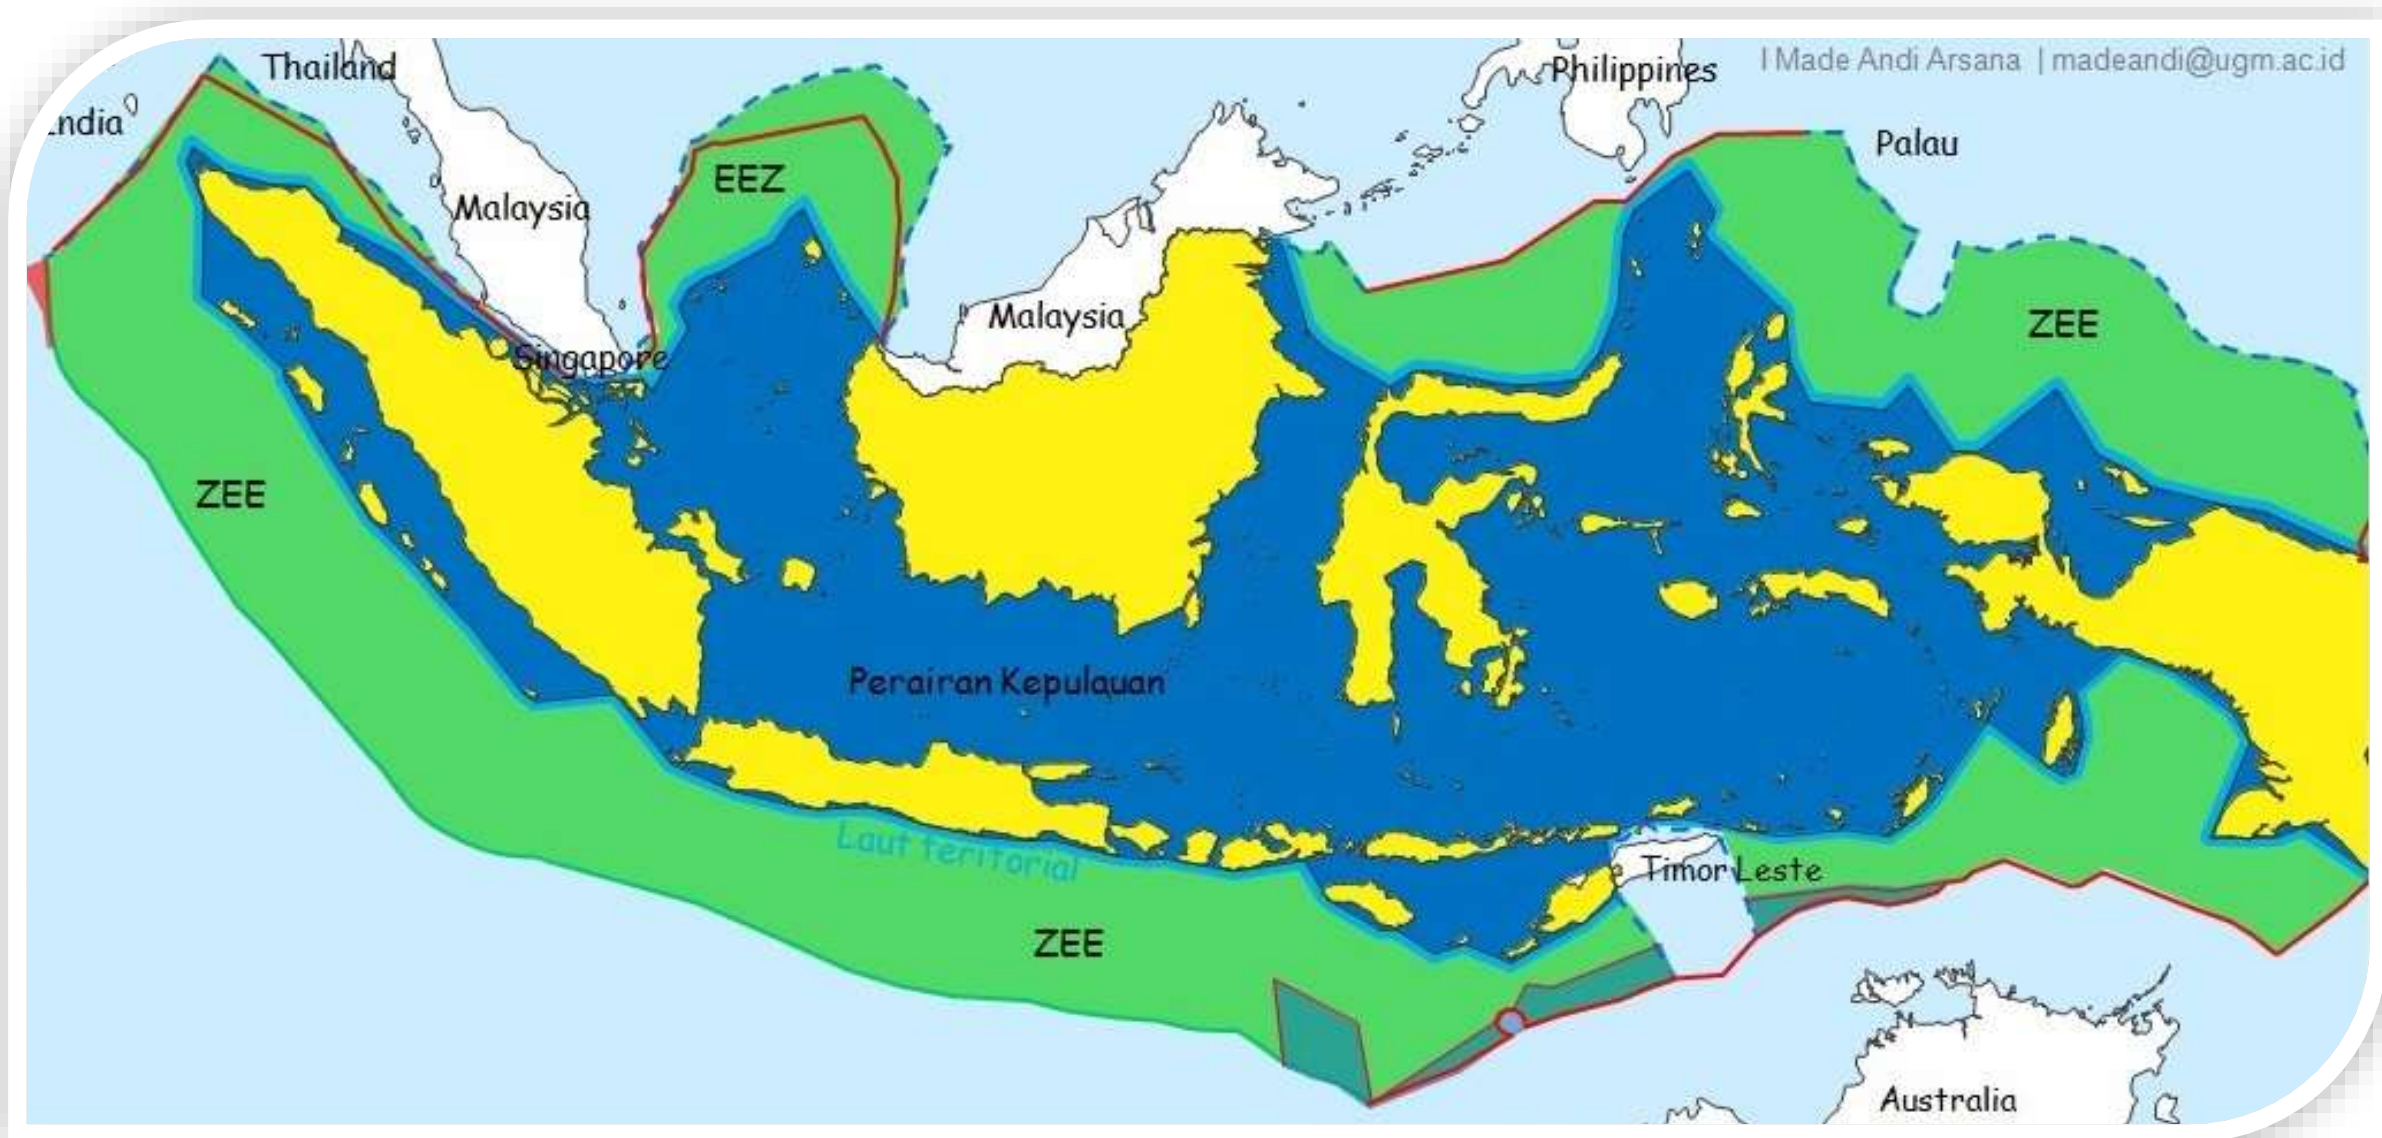 Thailand
Philippines
I Made Andi Arsana | madeandi@ugm.ac.id
India
Palau
EEZ
Malaysia
Malaysia
ZEE
Singapore
ZEE
Perairan Kepulauan
Laut teritorial
Timor Leste
ZEE
Australia